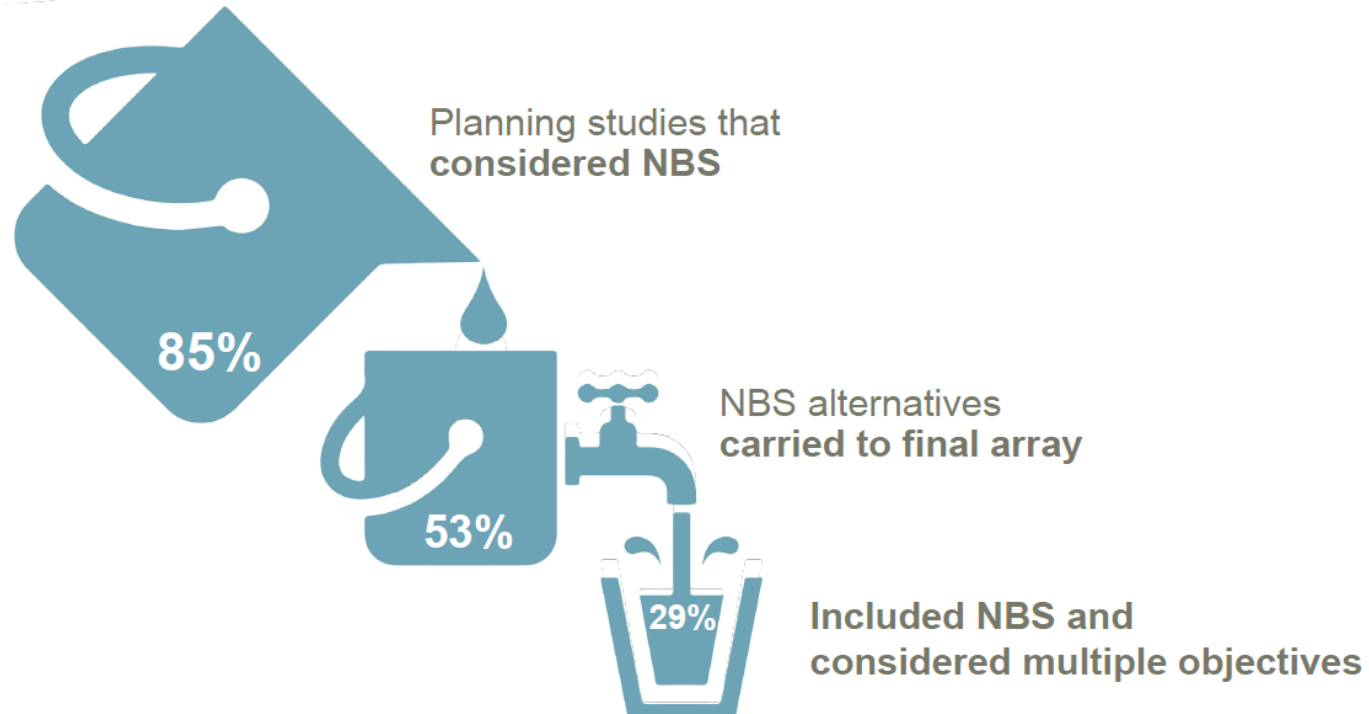 Planning studies that
considered NBS
85%
NBS alternatives
carried to final array
53%
29%
Included NBS and
considered multiple objectives